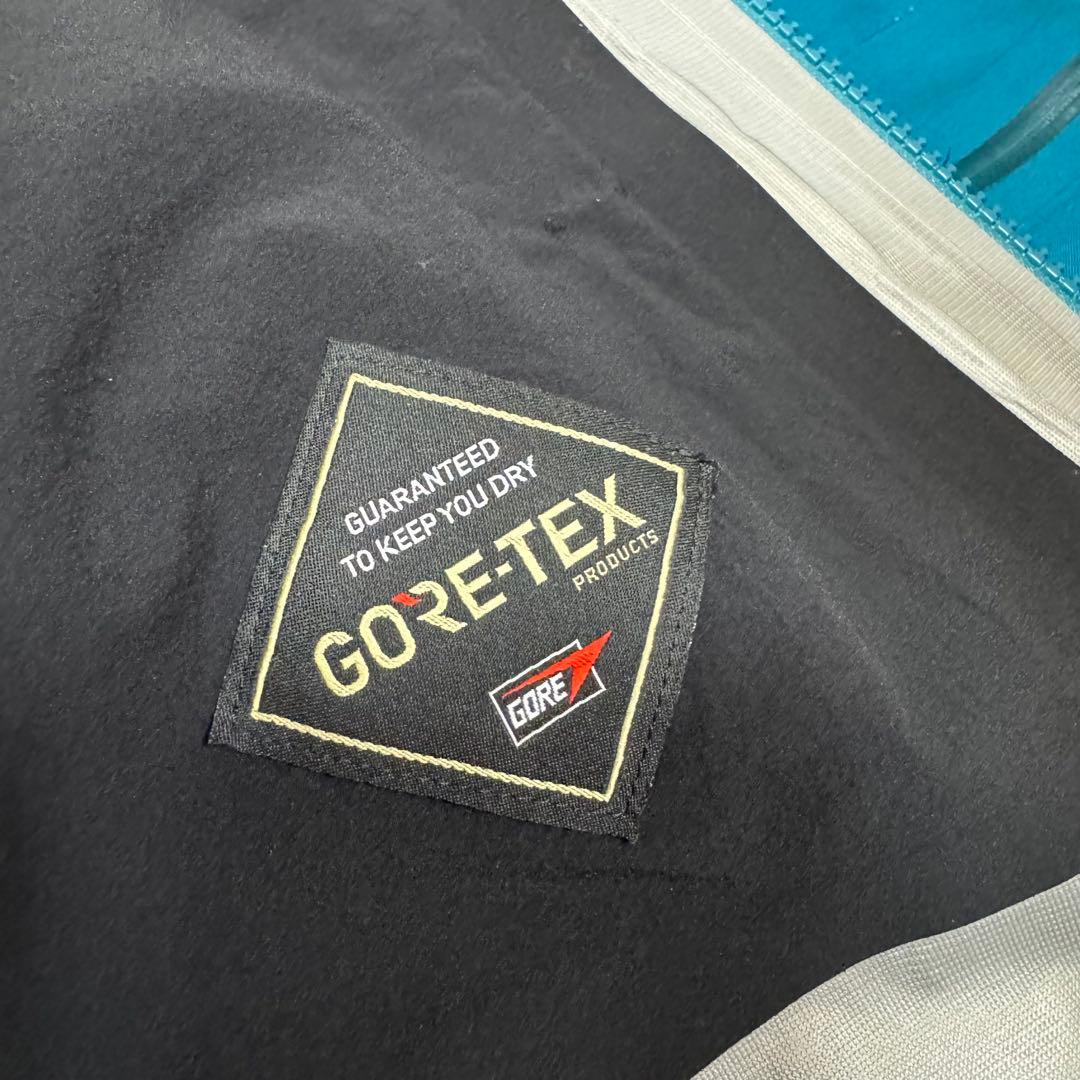 GUARANTEED
TO KEEP YOU DRY
GORE-TEX
PRODUCTS
GORE